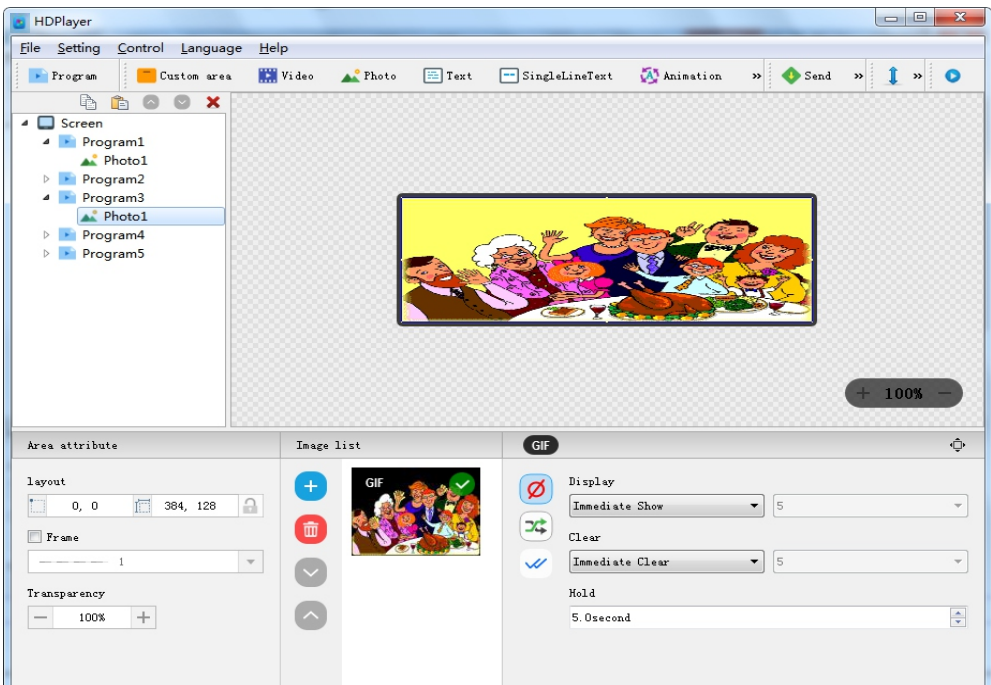 HDPlayer
File Setting Control Language Help
Program Custom area Video Photo Text SingleLineText Animation » Send » »
Screen
Program1
Photo1
Program2
Program3
Photo1
Program4
Program5
+ 100% −
Area attribute Image list GIF
layout
0, 0 384, 128
Frame
1
Transparency
− 100% +
GIF
Display
Immediate Show 5
Clear
Immediate Clear 5
Hold
5.0second